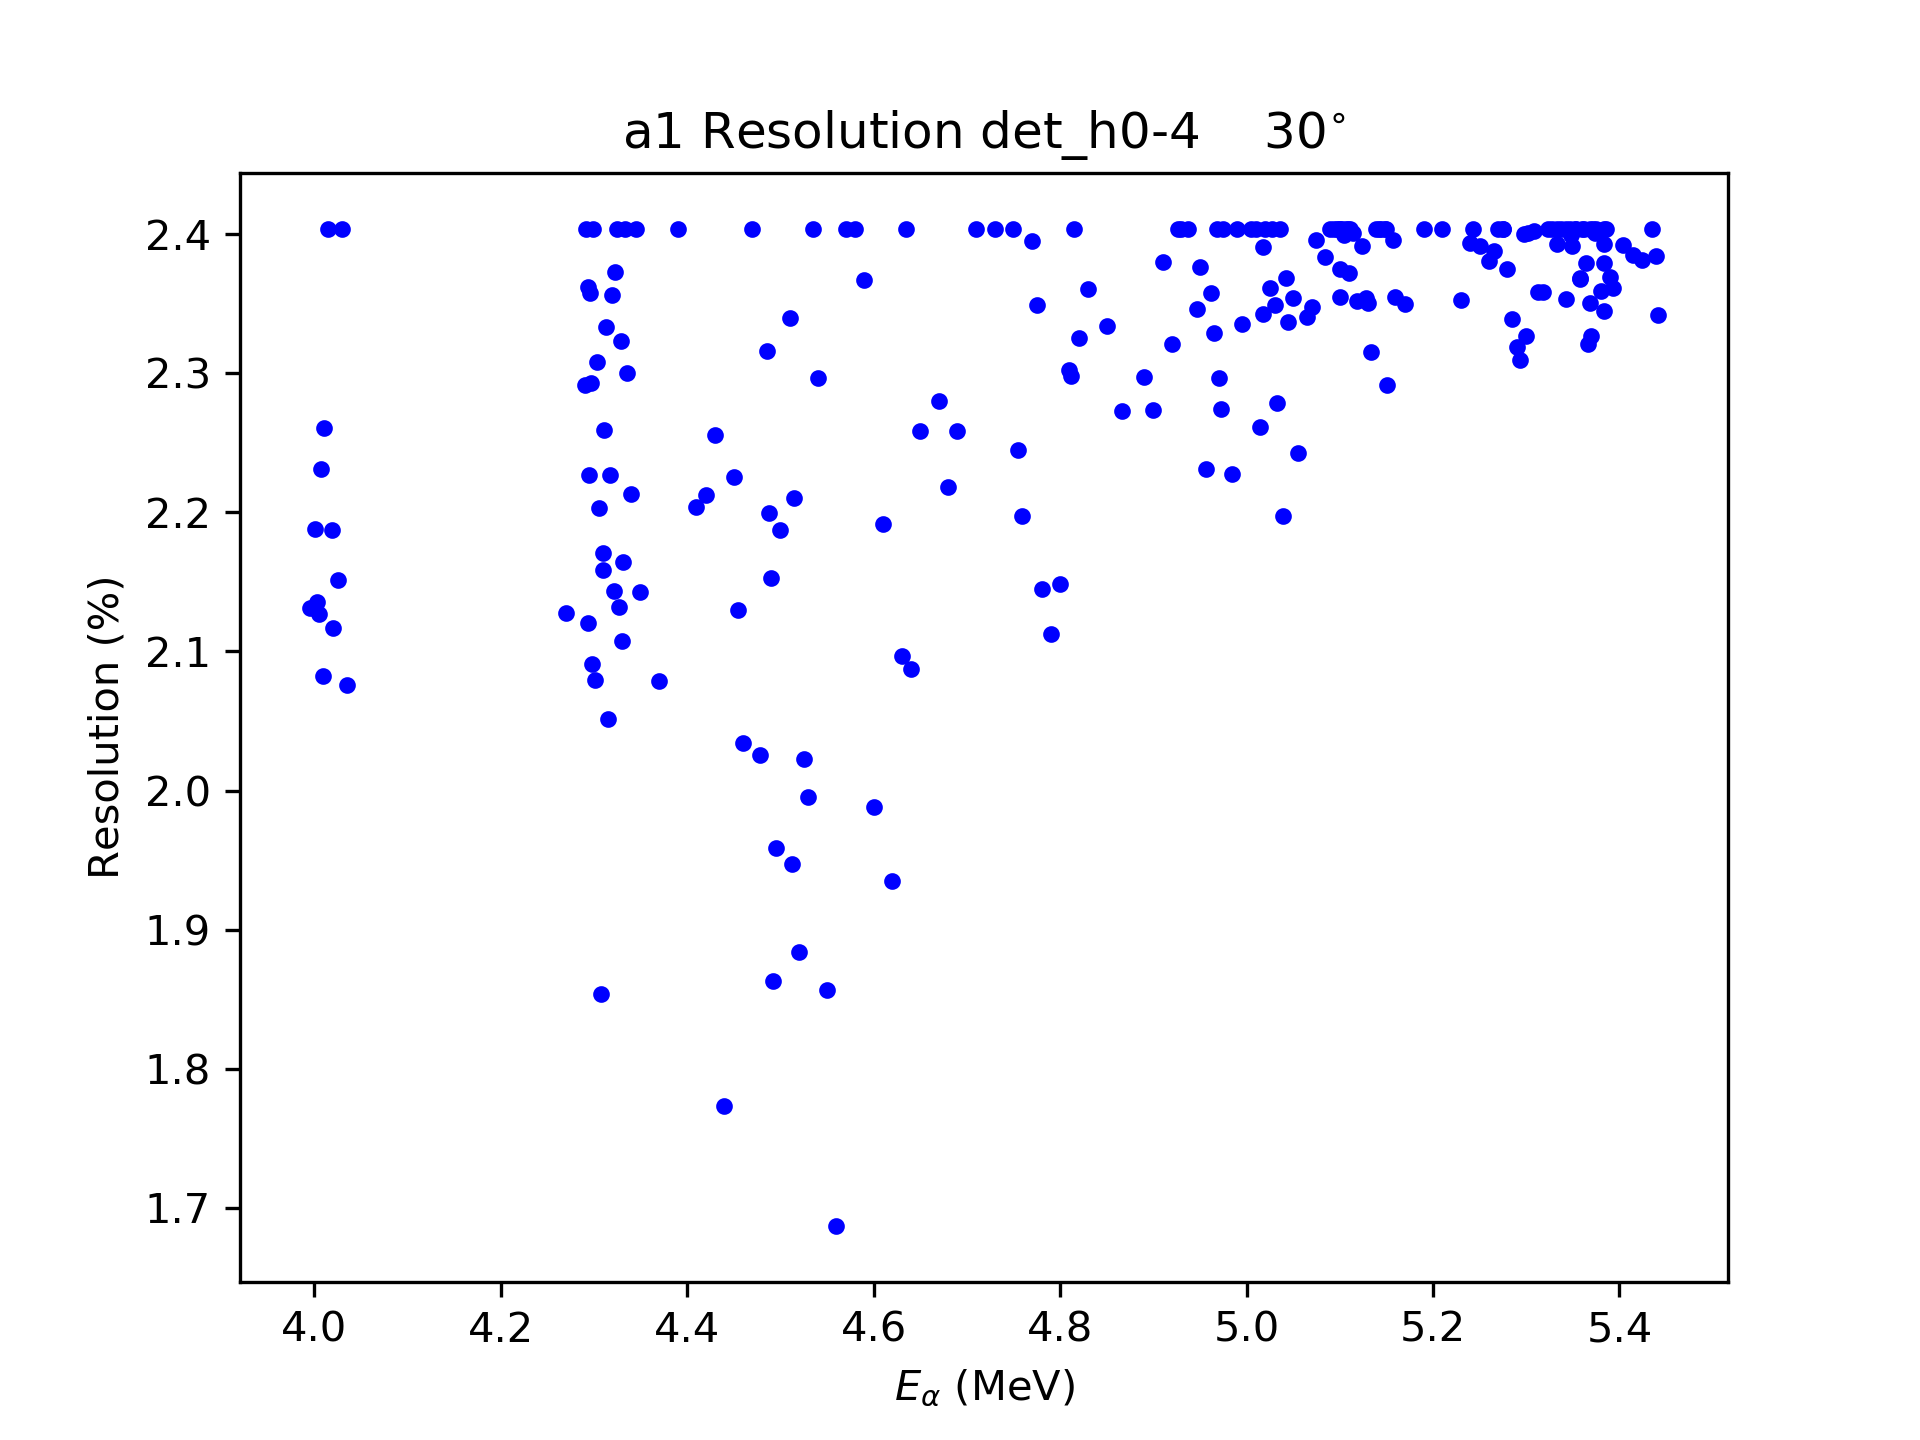 a1 Resolution det_h0-4 30°
Resolution (%)
2.4
2.3
2.2
2.1
2.0
1.9
1.8
1.7
4.0 4.2 4.4 4.6 4.8 5.0 5.2 5.4
Eα (MeV)